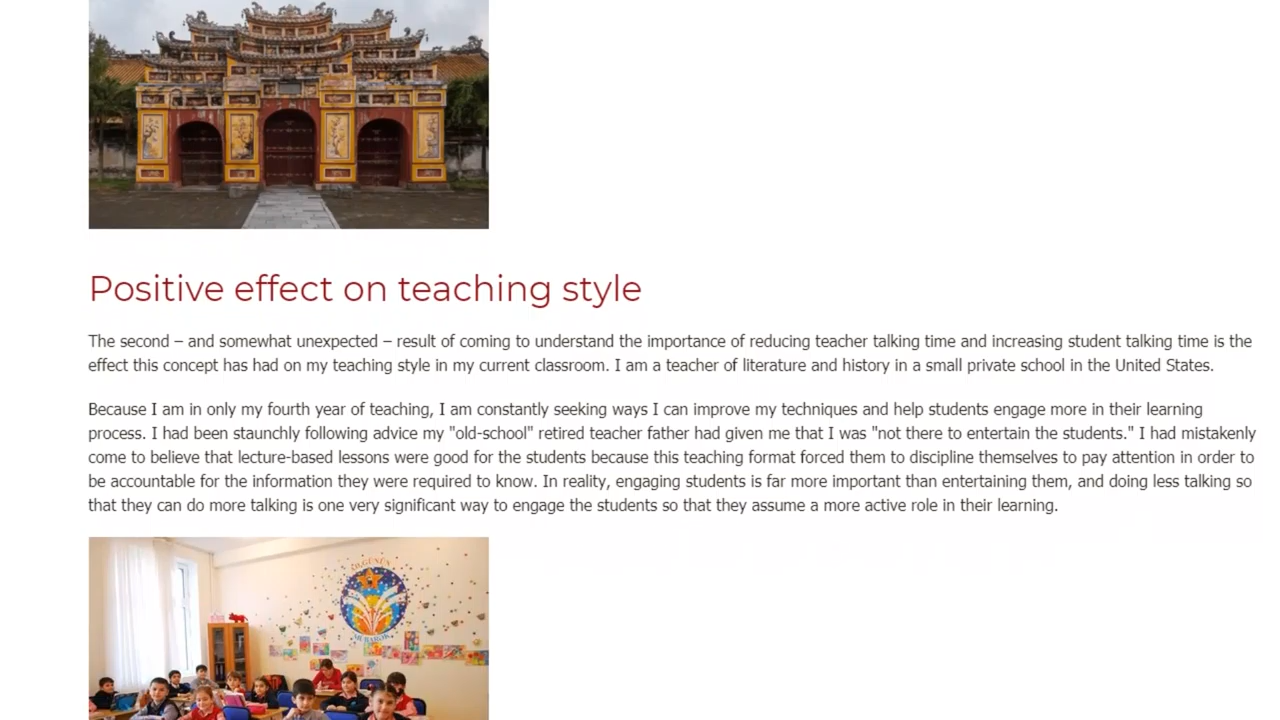 Positive effect on teaching style
The second – and somewhat unexpected – result of coming to understand the importance of reducing teacher talking time and increasing student talking time is the
effect this concept has had on my teaching style in my current classroom. I am a teacher of literature and history in a small private school in the United States.
Because I am in only my fourth year of teaching, I am constantly seeking ways I can improve my techniques and help students engage more in their learning
process. I had been staunchly following advice my "old-school" retired teacher father had given me that I was "not there to entertain the students." I had mistakenly
come to believe that lecture-based lessons were good for the students because this teaching format forced them to discipline themselves to pay attention in order to
be accountable for the information they were required to know. In reality, engaging students is far more important than entertaining them, and doing less talking so
that they can do more talking is one very significant way to engage the students so that they assume a more active role in their learning.